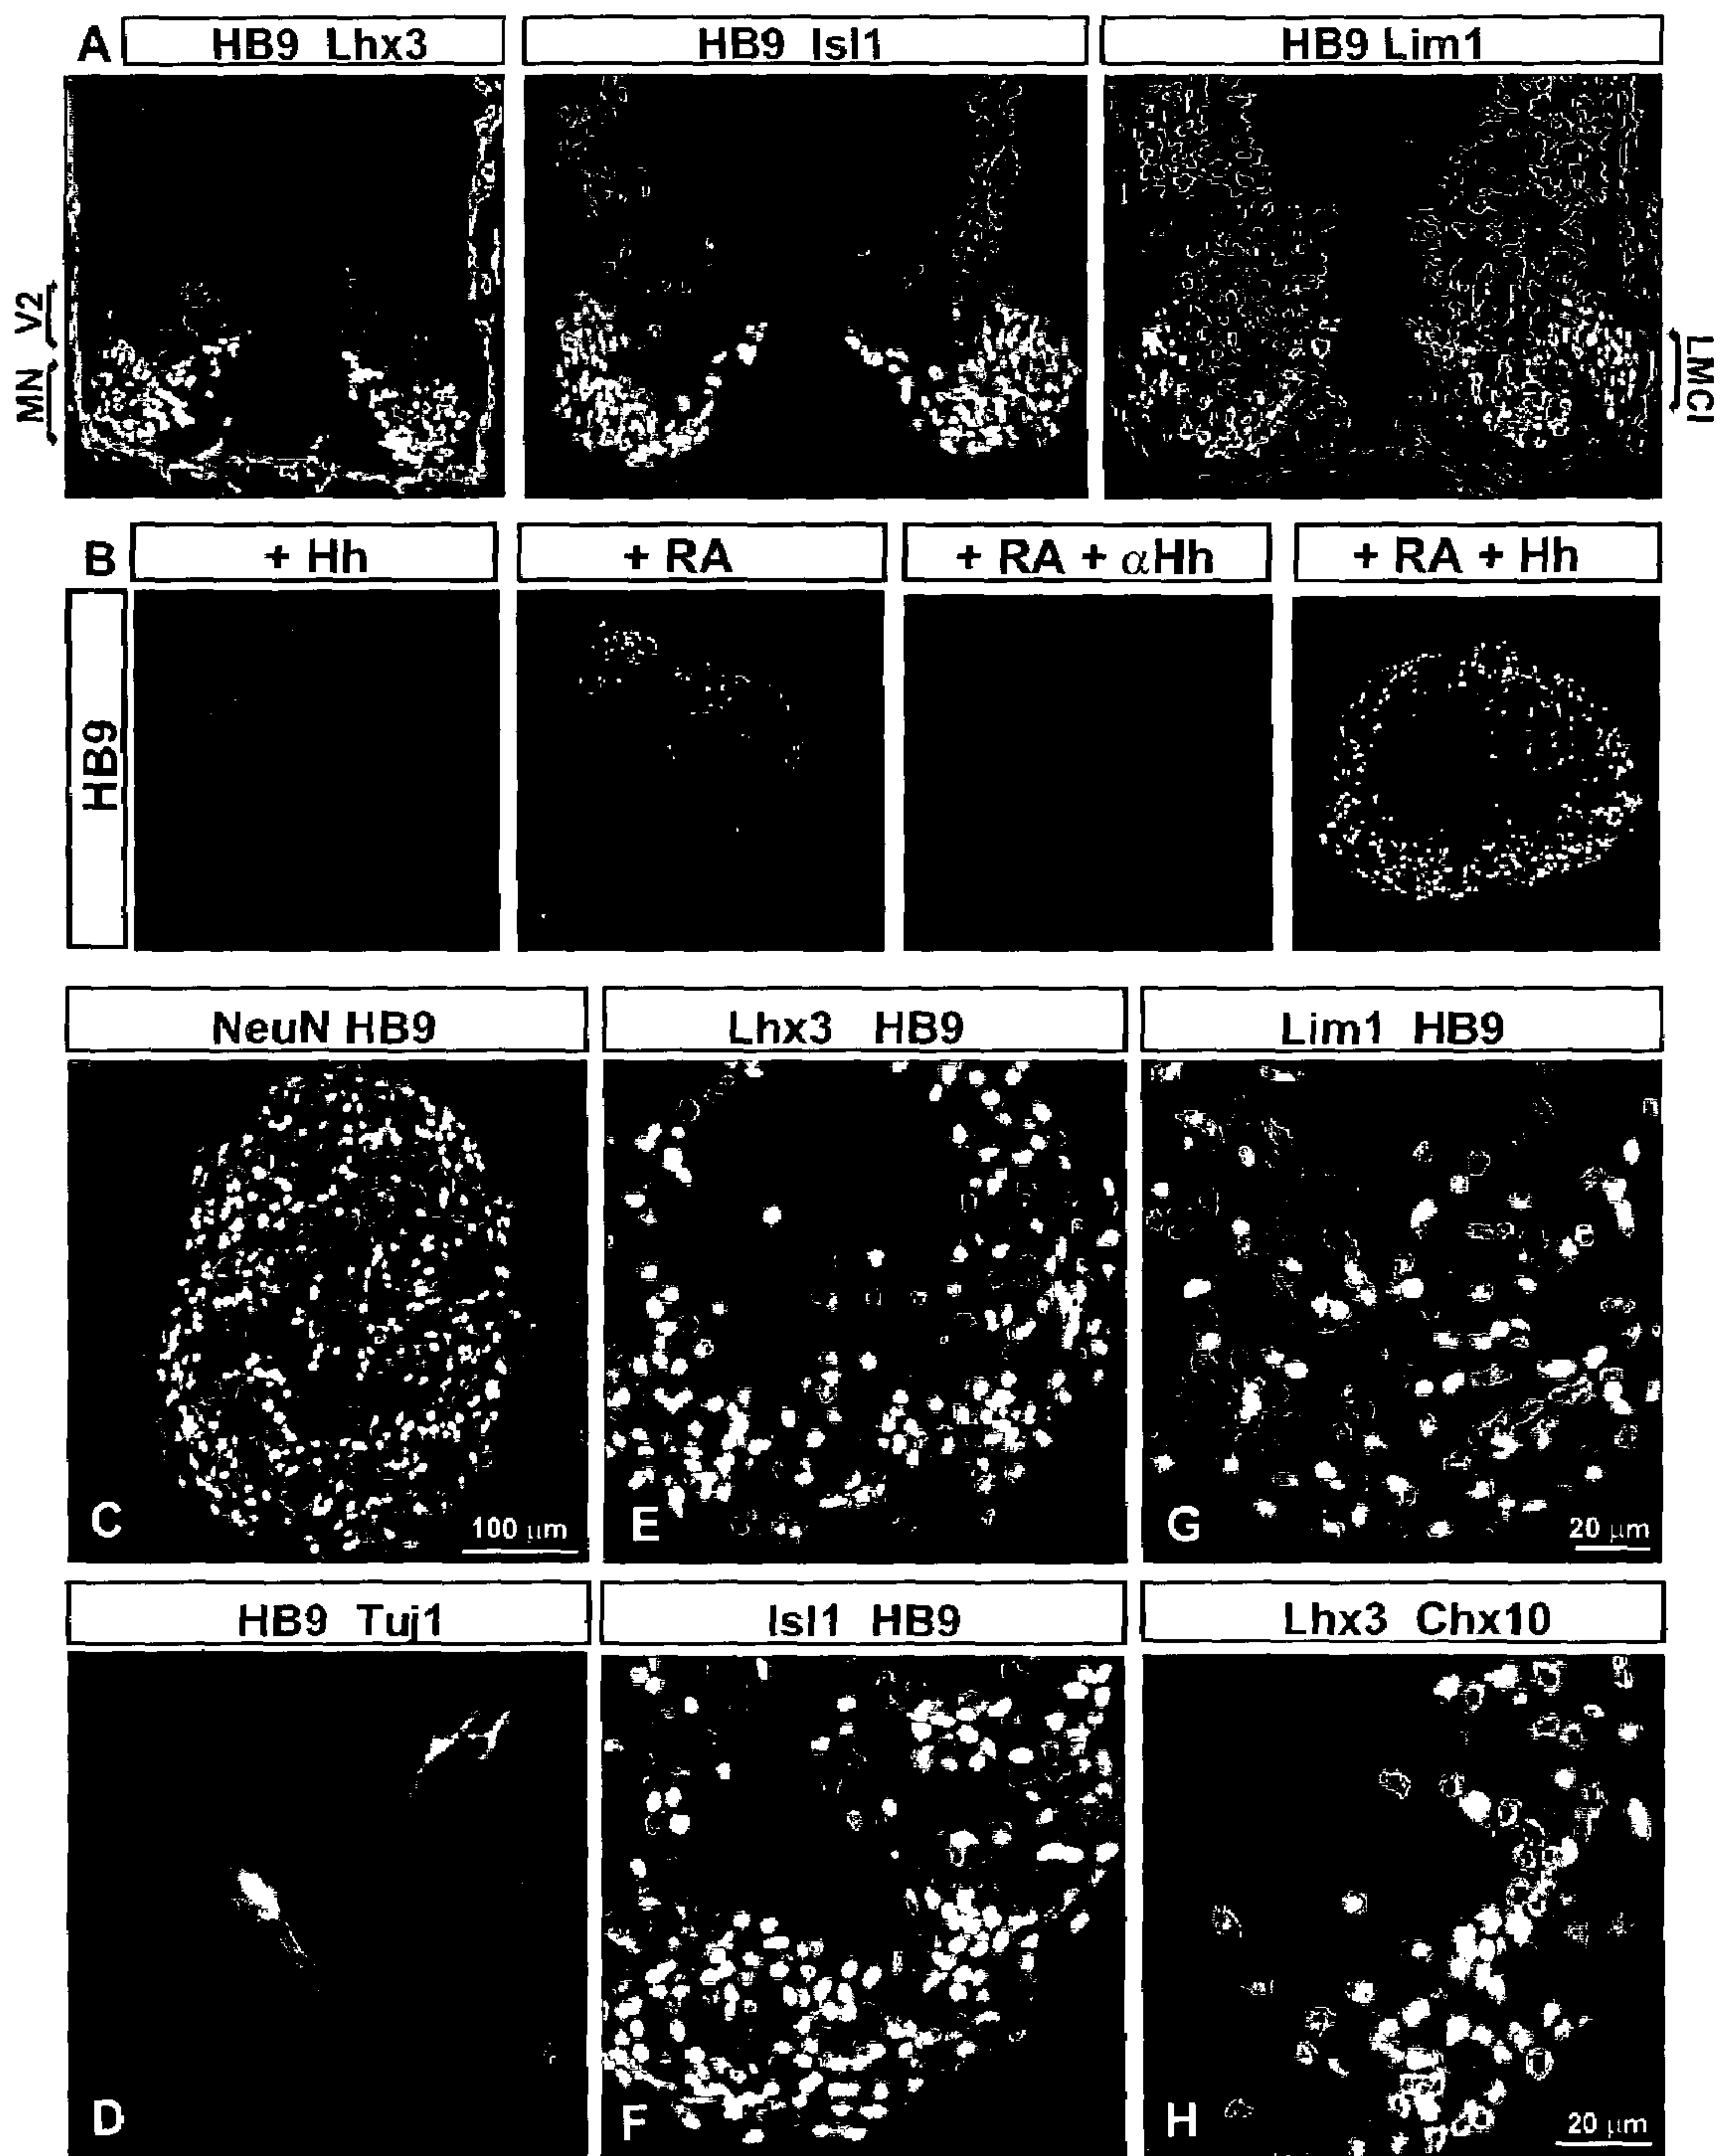 A
HB9 Lhx3
HB9 Isl1
HB9 Lim1
V2
MN
LMCl
B
+ Hh
+ RA
+ RA + αHh
+ RA + Hh
HB9
NeuN HB9
Lhx3 HB9
Lim1 HB9
C
100 μm
E
G
20 μm
HB9 Tuj1
Isl1 HB9
Lhx3 Chx10
D
F
H
20 μm